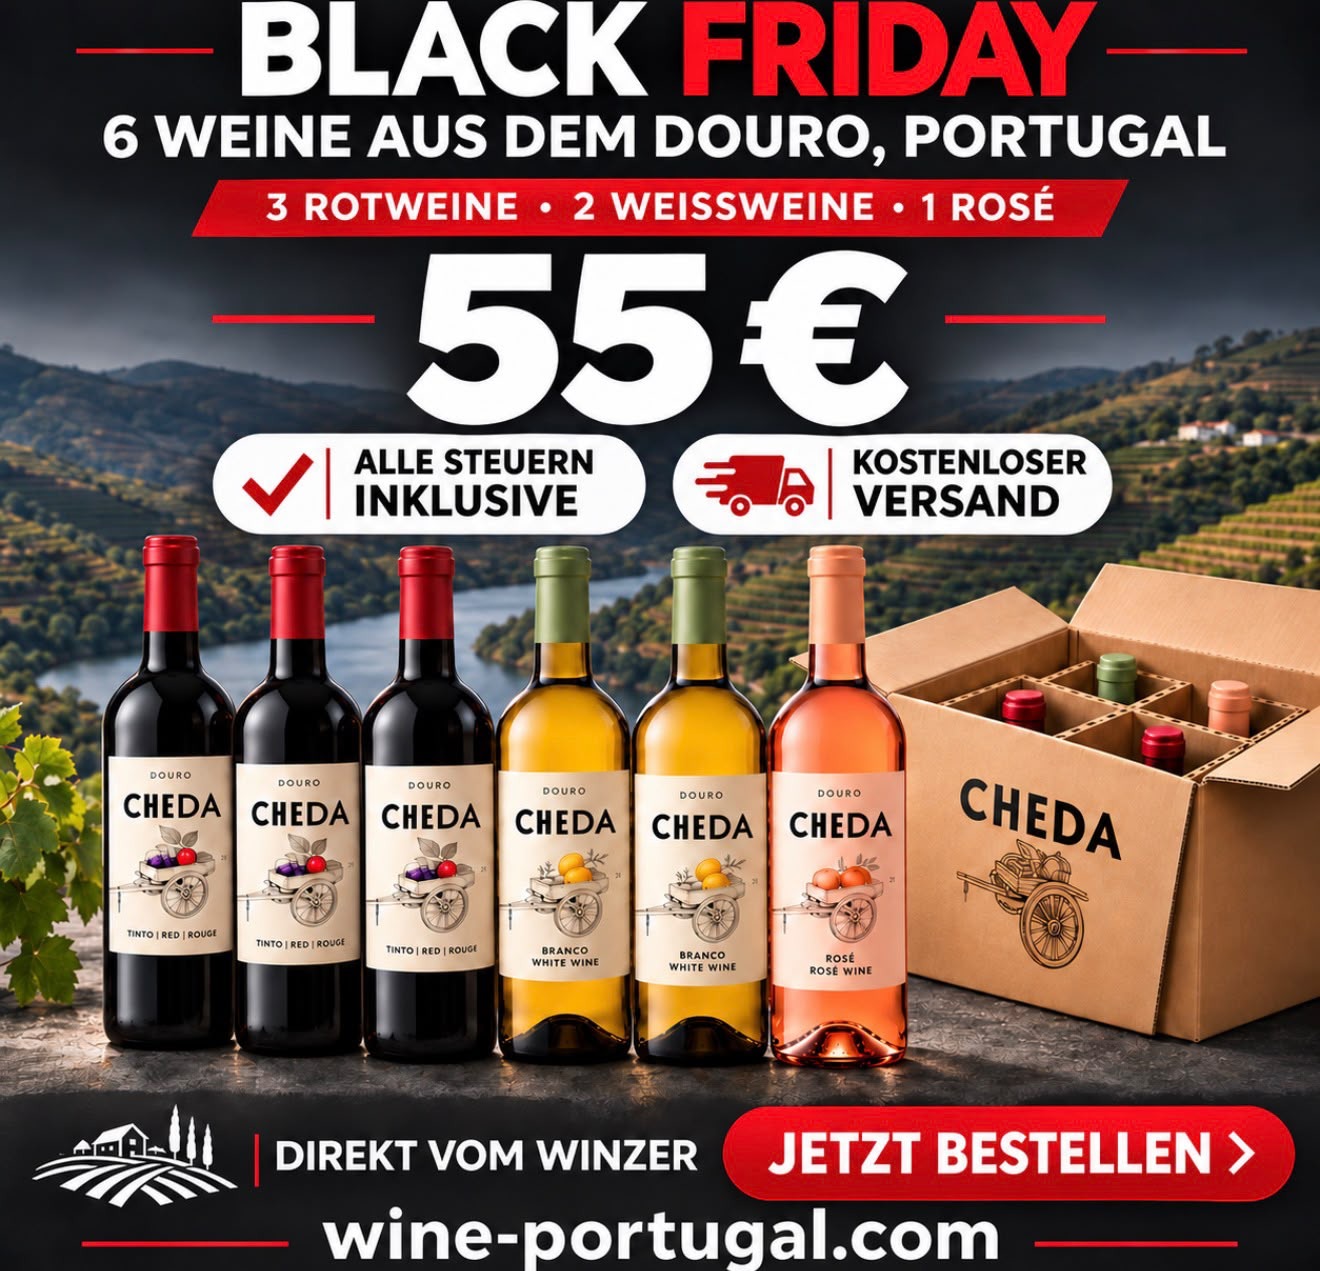 BLACK FRIDAY
6 WEINE AUS DEM DOURO, PORTUGAL
3 ROTWEINE • 2 WEISSWEINE • 1 ROSÉ
55 €
ALLE STEUERN
INKLUSIVE
KOSTENLOSER
VERSAND
DOURO
CHEDA
TINTO | RED | ROUGE
DOURO
CHEDA
TINTO | RED | ROUGE
DOURO
CHEDA
TINTO | RED | ROUGE
DOURO
CHEDA
BRANCO
WHITE WINE
DOURO
CHEDA
BRANCO
WHITE WINE
DOURO
CHEDA
ROSÉ
ROSÉ WINE
CHEDA
DIREKT VOM WINZER
JETZT BESTELLEN >
wine-portugal.com